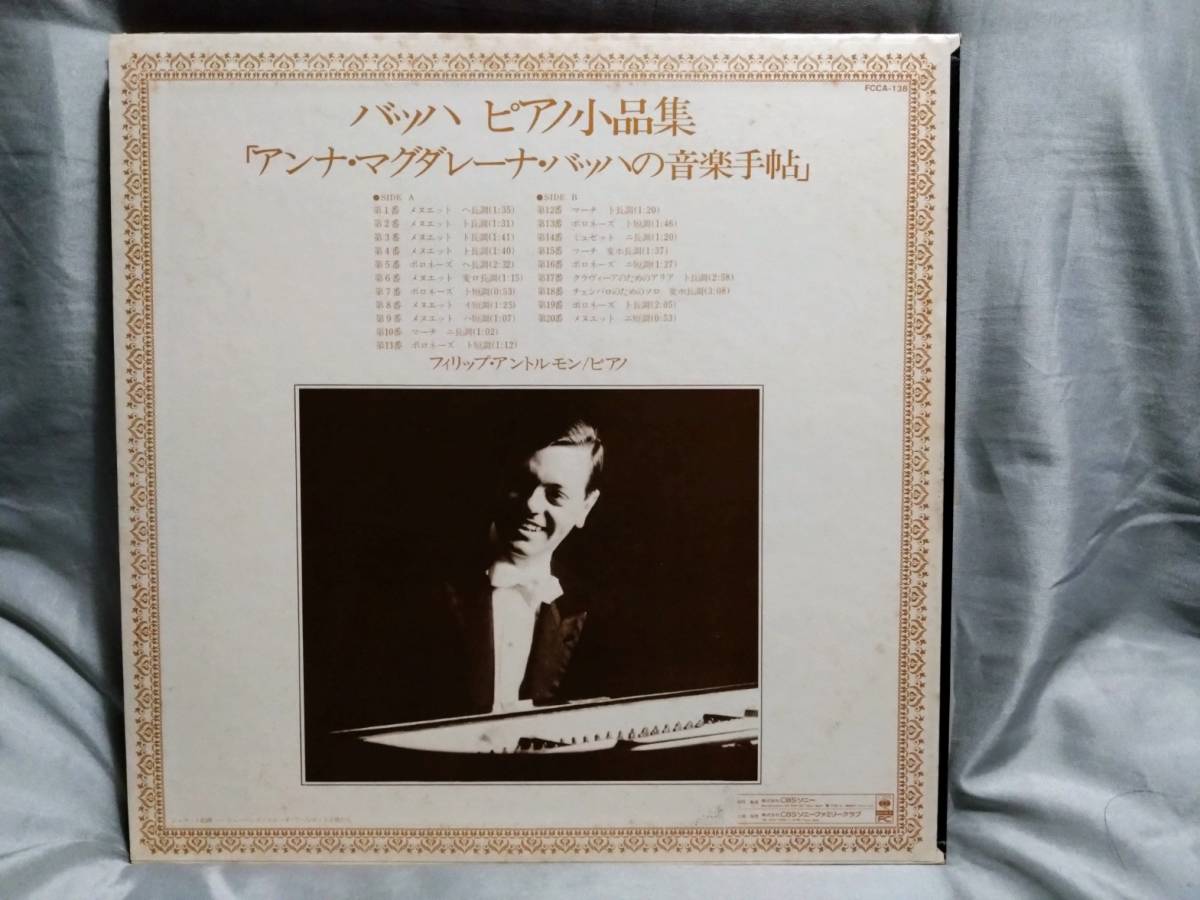 FCCA-138
バッハ ピアノ小品集
「アンナ・マグダレーナ・バッハの音楽手帖」
●SIDE A
第1番 メヌエット ヘ長調(1:35)
第2番 メヌエット ト長調(1:31)
第3番 メヌエット ト長調(1:41)
第4番 メヌエット ト長調(1:40)
第5番 ポロネーズ ヘ長調(2:32)
第6番 メヌエット 変ロ長調(1:15)
第7番 ポロネーズ ト短調(0:53)
第8番 メヌエット イ短調(1:25)
第9番 メヌエット ハ短調(1:07)
第10番 マーチ ニ長調(1:02)
第11番 ポロネーズ ト短調(1:12)
●SIDE B
第12番 マーチ ト長調(1:20)
第13番 ポロネーズ ト短調(1:46)
第14番 ミュゼット ニ長調(1:20)
第15番 マーチ 変ホ長調(1:37)
第16番 ポロネーズ ニ短調(1:27)
第17番 クラヴィーアのためのアリア ト長調(2:58)
第18番 チェンバロのためのソロ 変ホ長調(3:08)
第19番 ポロネーズ ト長調(2:05)
第20番 メヌエット ニ短調(0:53)
フィリップ・アントルモン/ピアノ
株式会社CBSソニー
株式会社CBSソニーファミリークラブ